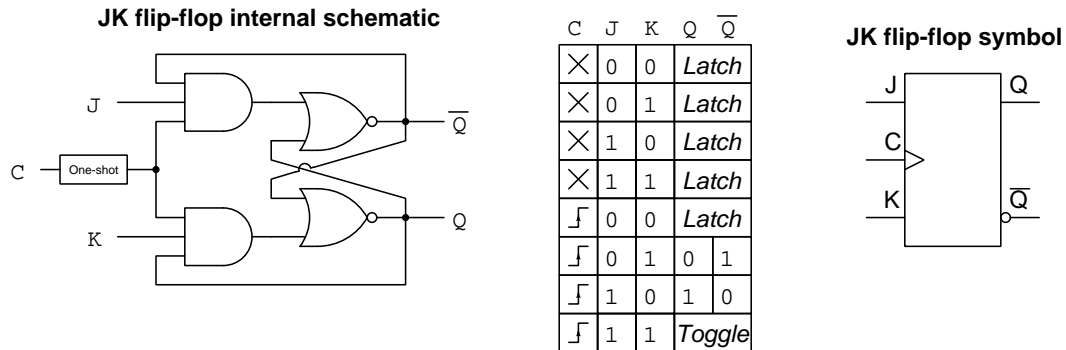 JK flip-flop internal schematic
J
C
One-shot
K
Q̅
Q
C J K Q Q̅
0 0 Latch
0 1 Latch
1 0 Latch
1 1 Latch
0 0 Latch
0 1 0 1
1 0 1 0
1 1 Toggle
JK flip-flop symbol
J Q
C
K Q̅